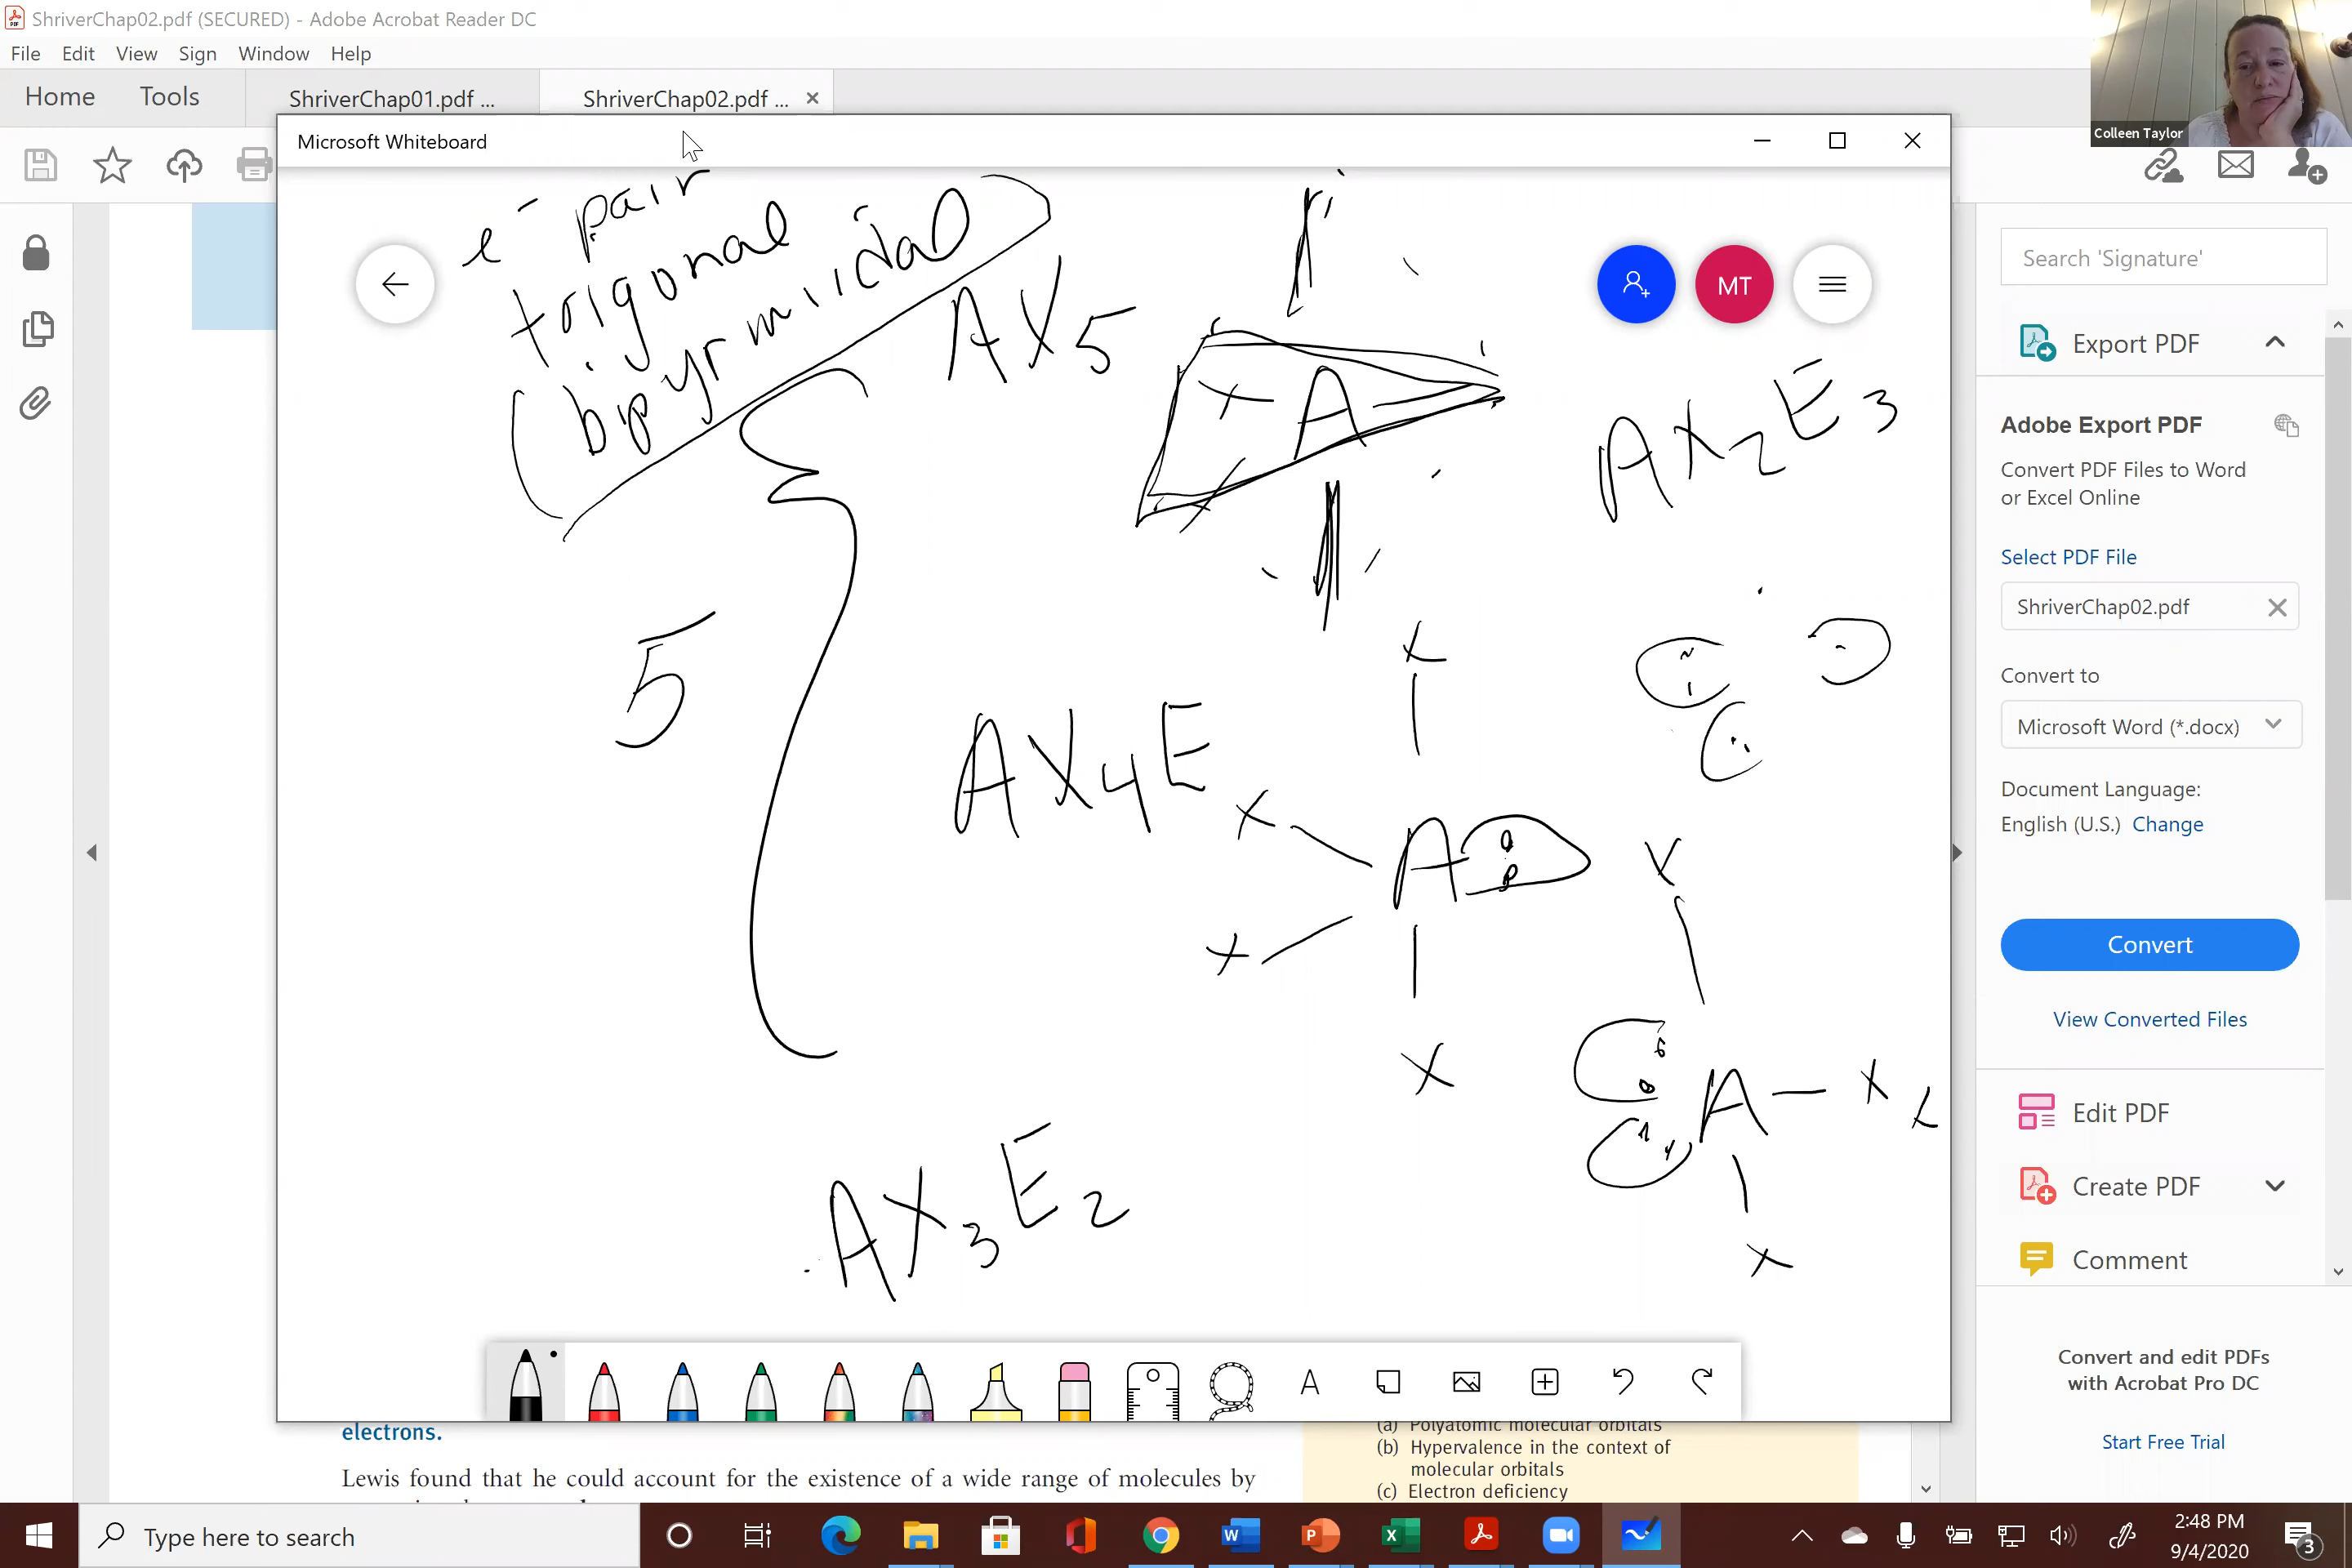 ShriverChap02.pdf (SECURED) - Adobe Acrobat Reader DC
File Edit View Sign Window Help
Home Tools ShriverChap01.pdf ... ShriverChap02.pdf ...
Colleen Taylor
Microsoft Whiteboard
e- pair
trigonal
bpyrmiidal
AX5
A
X
X
MT
AX2E3
5
AX4E
X
X
A
X
X
X
A - X
X
AX3E2
Search 'Signature'
Export PDF
Adobe Export PDF
Convert PDF Files to Word
or Excel Online
Select PDF File
ShriverChap02.pdf
Convert to
Microsoft Word (*.docx)
Document Language:
English (U.S.) Change
Convert
View Converted Files
Edit PDF
Create PDF
Comment
Convert and edit PDFs
with Acrobat Pro DC
Start Free Trial
electrons.
Lewis found that he could account for the existence of a wide range of molecules by
(a) Polyatomic molecular orbitals
(b) Hypervalence in the context of
molecular orbitals
(c) Electron deficiency
Type here to search
2:48 PM
9/4/2020
3